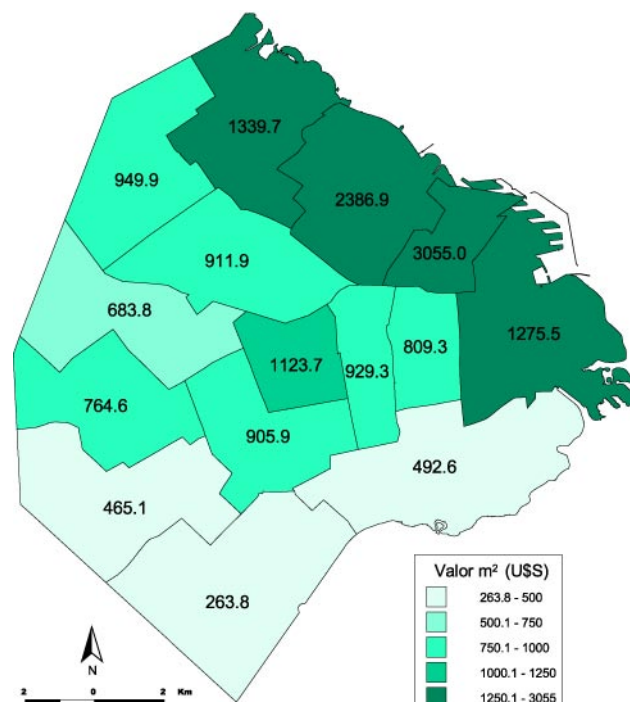 1339.7
949.9
2386.9
3055.0
911.9
683.8
1275.5
809.3
1123.7
929.3
764.6
905.9
492.6
465.1
263.8
Valor m² (U$S)
263.8 - 500
500.1 - 750
750.1 - 1000
1000.1 - 1250
1250.1 - 3055
N
2 0 2 Km